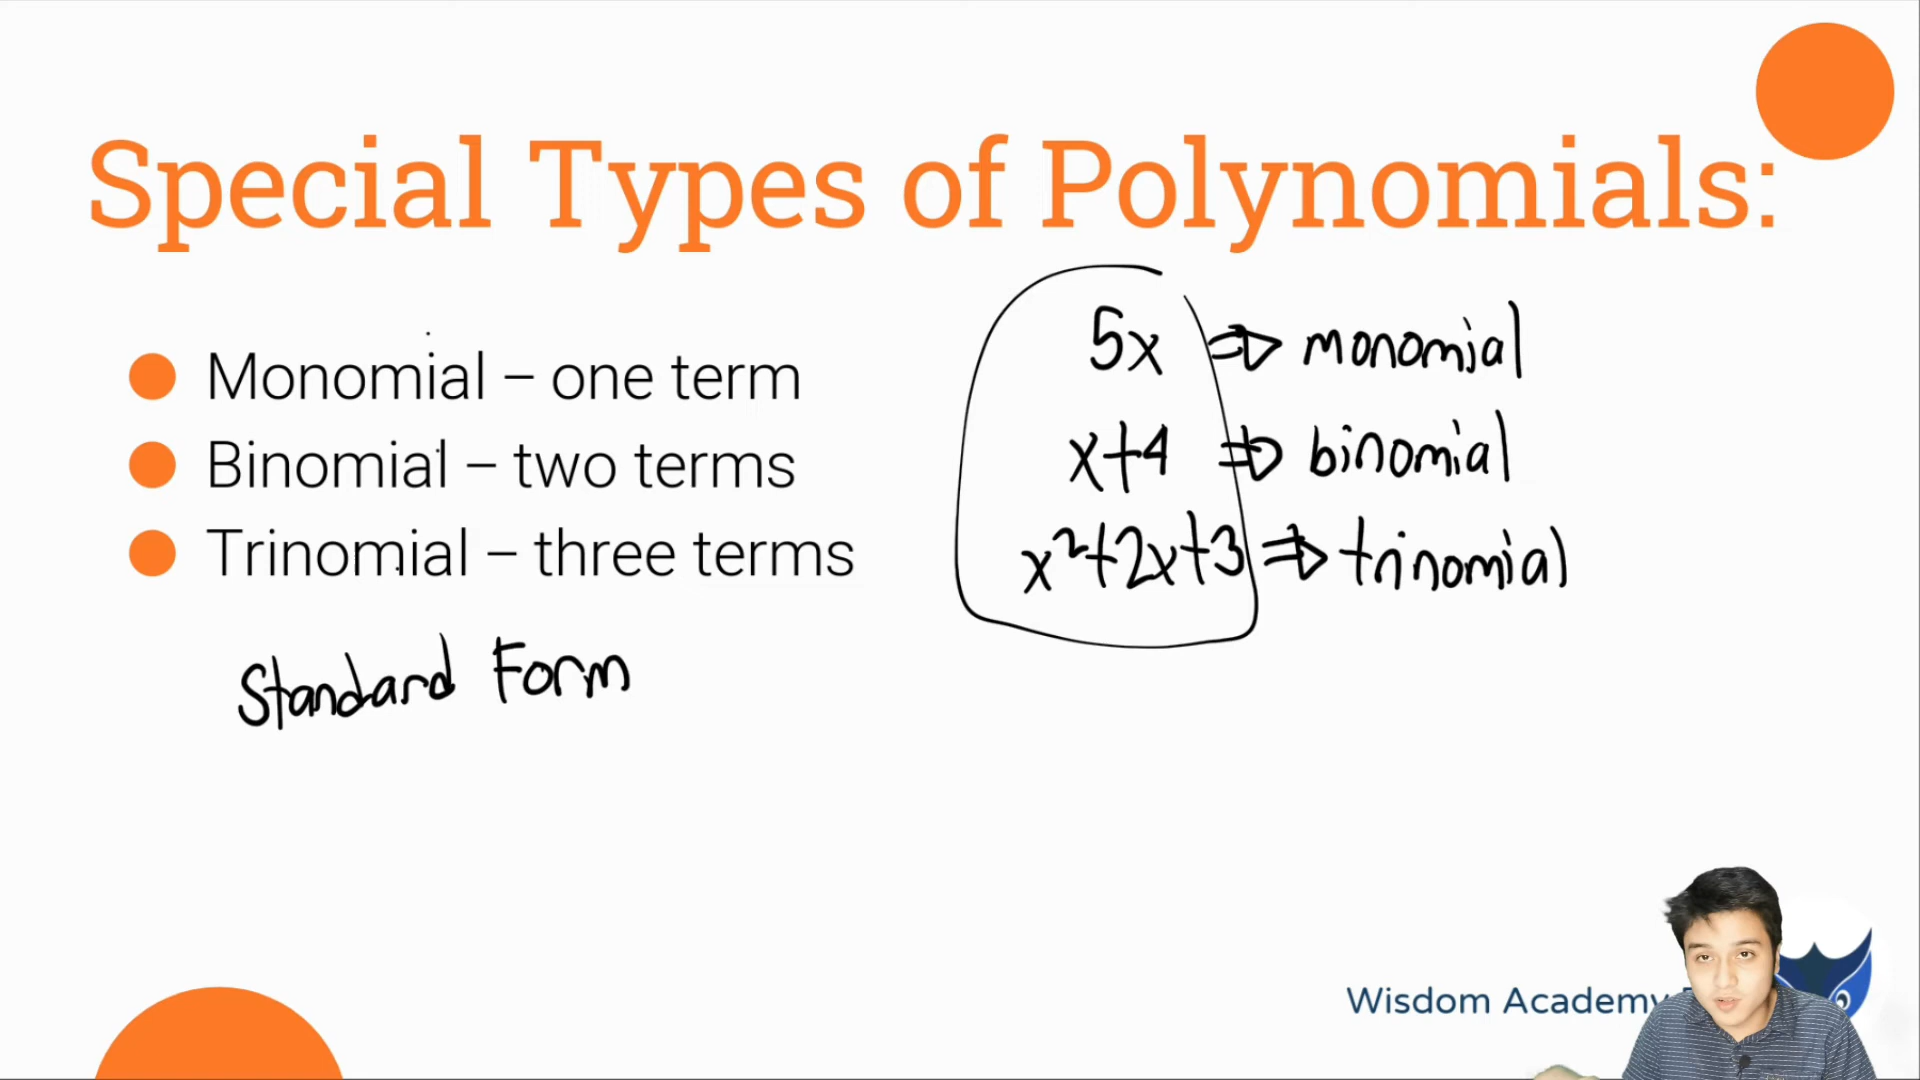 Special Types of Polynomials:
Monomial – one term
Binomial – two terms
Trinomial – three terms
Standard Form
5x ⇒ monomial
x+4 ⇒ binomial
x²+2x+3 ⇒ trinomial
Wisdom Academy